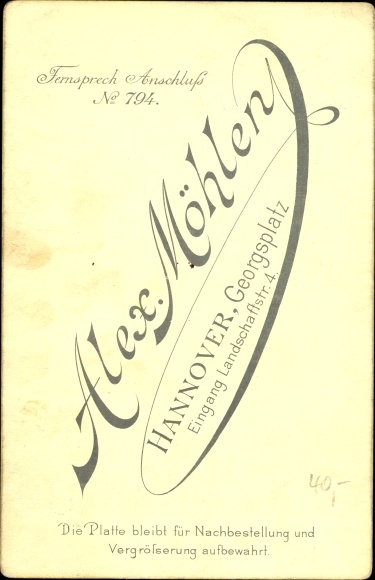 Fernsprech Anschluſs
№ 794.
Alex. Möhlen
HANNOVER, Georgsplatz
Eingang Landschaftstr. 4.
40,-
Die Platte bleibt für Nachbestellung und
Vergröſserung aufbewahrt.